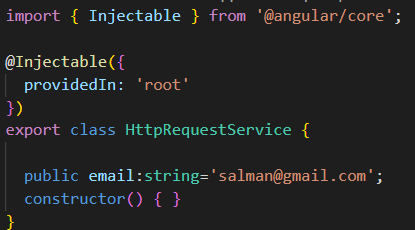 import { Injectable } from '@angular/core';
@Injectable({
providedIn: 'root'
})
export class HttpRequestService {
public email:string='salman@gmail.com';
constructor() { }
}